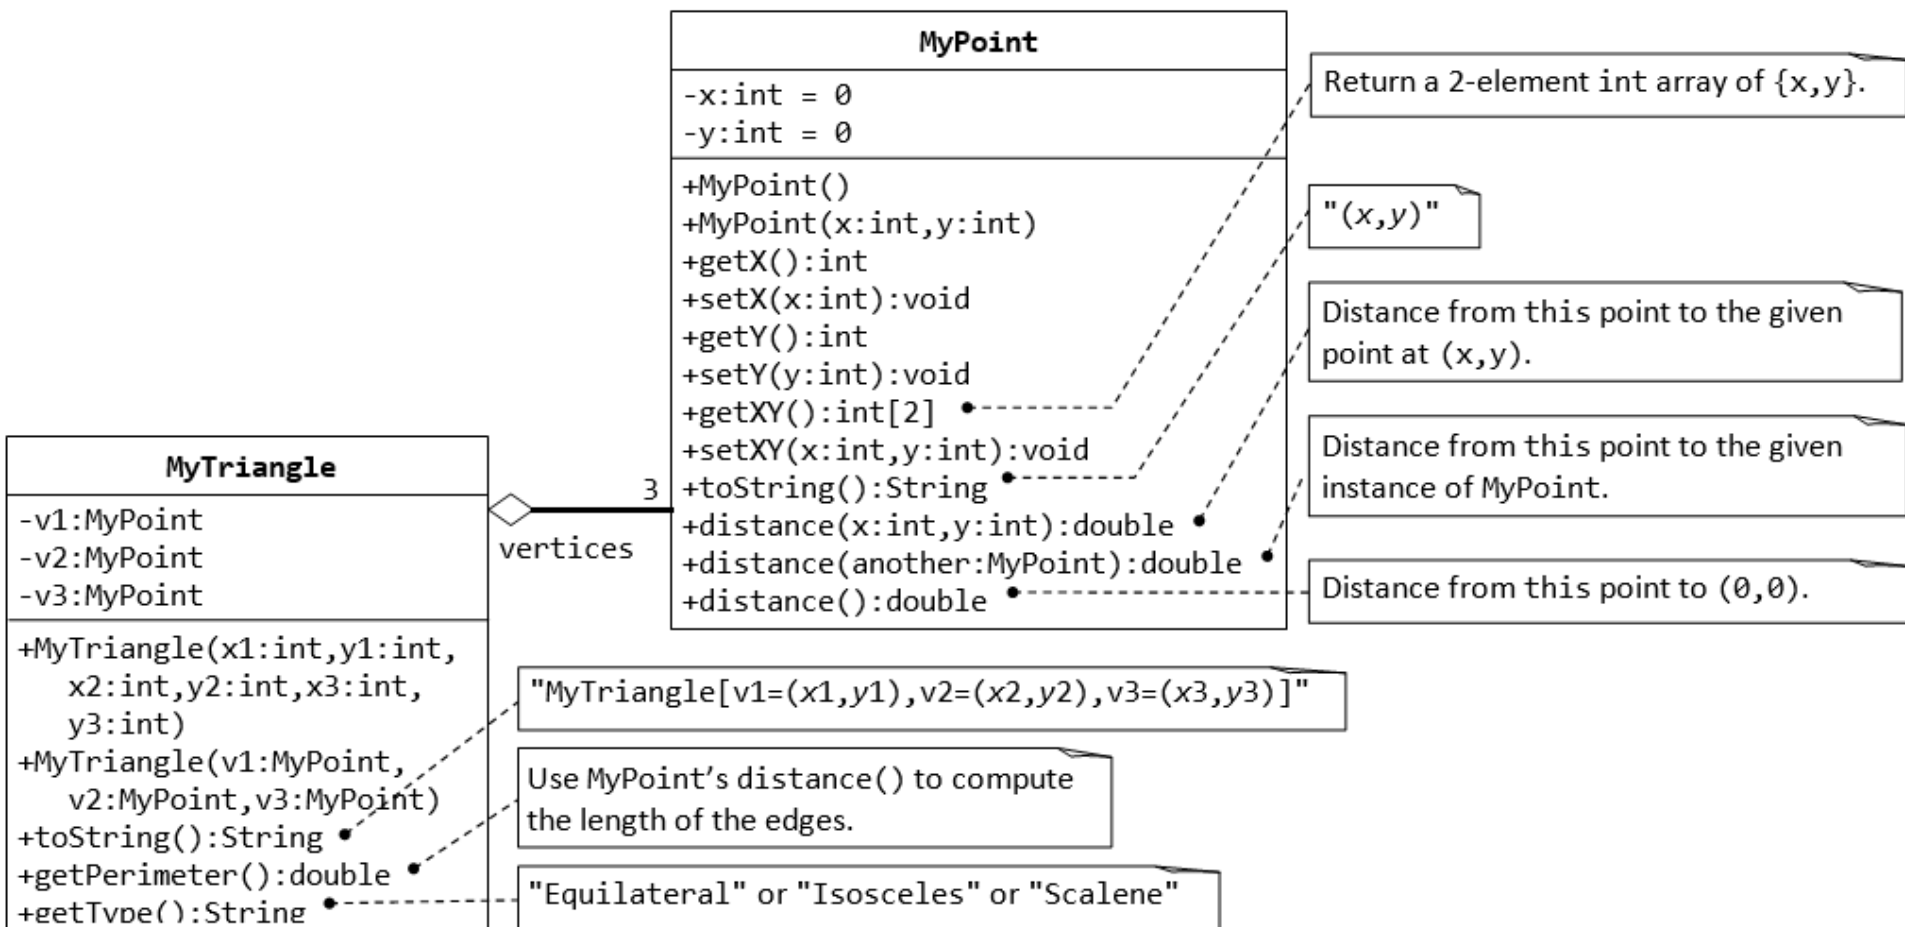 MyPoint
-x:int = 0
-y:int = 0
+MyPoint()
+MyPoint(x:int,y:int)
+getX():int
+setX(x:int):void
+getY():int
+setY(y:int):void
+getXY():int[2]
+setXY(x:int,y:int):void
+toString():String
+distance(x:int,y:int):double
+distance(another:MyPoint):double
+distance():double
Return a 2-element int array of {x,y}.
"(x,y)"
Distance from this point to the given
point at (x,y).
Distance from this point to the given
instance of MyPoint.
Distance from this point to (0,0).
3
vertices
MyTriangle
-v1:MyPoint
-v2:MyPoint
-v3:MyPoint
+MyTriangle(x1:int,y1:int,
x2:int,y2:int,x3:int,
y3:int)
+MyTriangle(v1:MyPoint,
v2:MyPoint,v3:MyPoint)
+toString():String
+getPerimeter():double
+getType():String
"MyTriangle[v1=(x1,y1),v2=(x2,y2),v3=(x3,y3)]"
Use MyPoint’s distance() to compute
the length of the edges.
"Equilateral" or "Isosceles" or "Scalene"